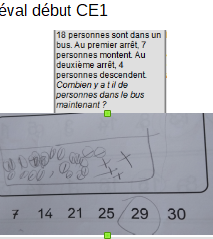 éval début CE1
18 personnes sont dans un
bus. Au premier arrêt, 7
personnes montent. Au
deuxième arrêt, 4
personnes descendent.
Combien y a t il de
personnes dans le bus
maintenant ?
7 14 21 25 29 30